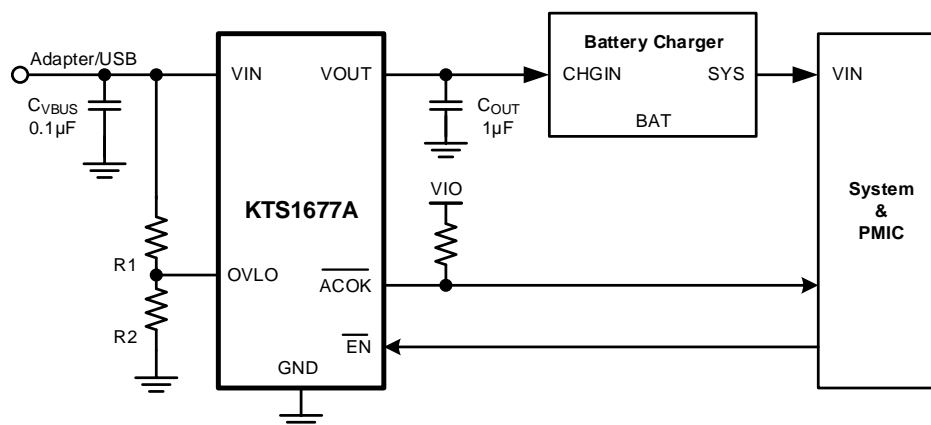 Adapter/USB
CVBUS
0.1µF
R1
R2
VIN
VOUT
KTS1677A
OVLO
ACOK
EN
GND
COUT
1µF
VIO
Battery Charger
CHGIN
SYS
BAT
VIN
System
&
PMIC